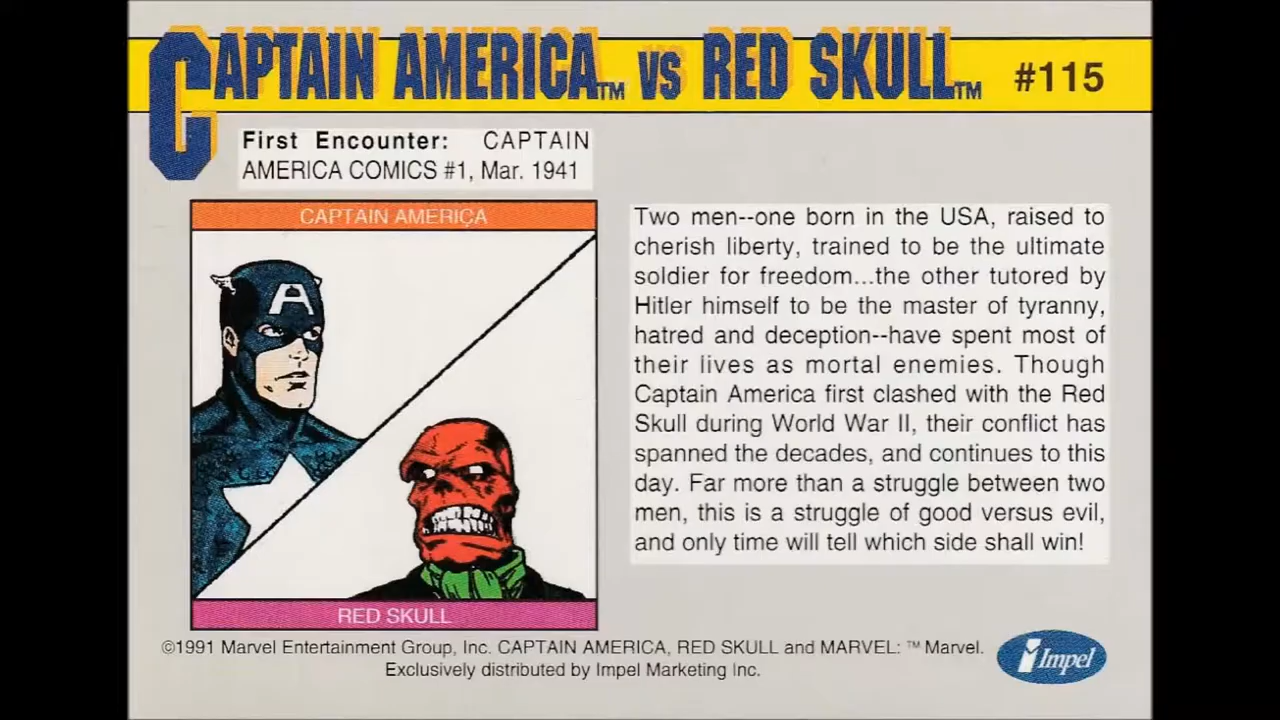 CAPTAIN AMERICA™ VS RED SKULL™ #115
First Encounter: CAPTAIN
AMERICA COMICS #1, Mar. 1941
CAPTAIN AMERICA
A
RED SKULL
Two men--one born in the USA, raised to
cherish liberty, trained to be the ultimate
soldier for freedom...the other tutored by
Hitler himself to be the master of tyranny,
hatred and deception--have spent most of
their lives as mortal enemies. Though
Captain America first clashed with the Red
Skull during World War II, their conflict has
spanned the decades, and continues to this
day. Far more than a struggle between two
men, this is a struggle of good versus evil,
and only time will tell which side shall win!
©1991 Marvel Entertainment Group, Inc. CAPTAIN AMERICA, RED SKULL and MARVEL: ™ Marvel.
Exclusively distributed by Impel Marketing Inc.
Impel